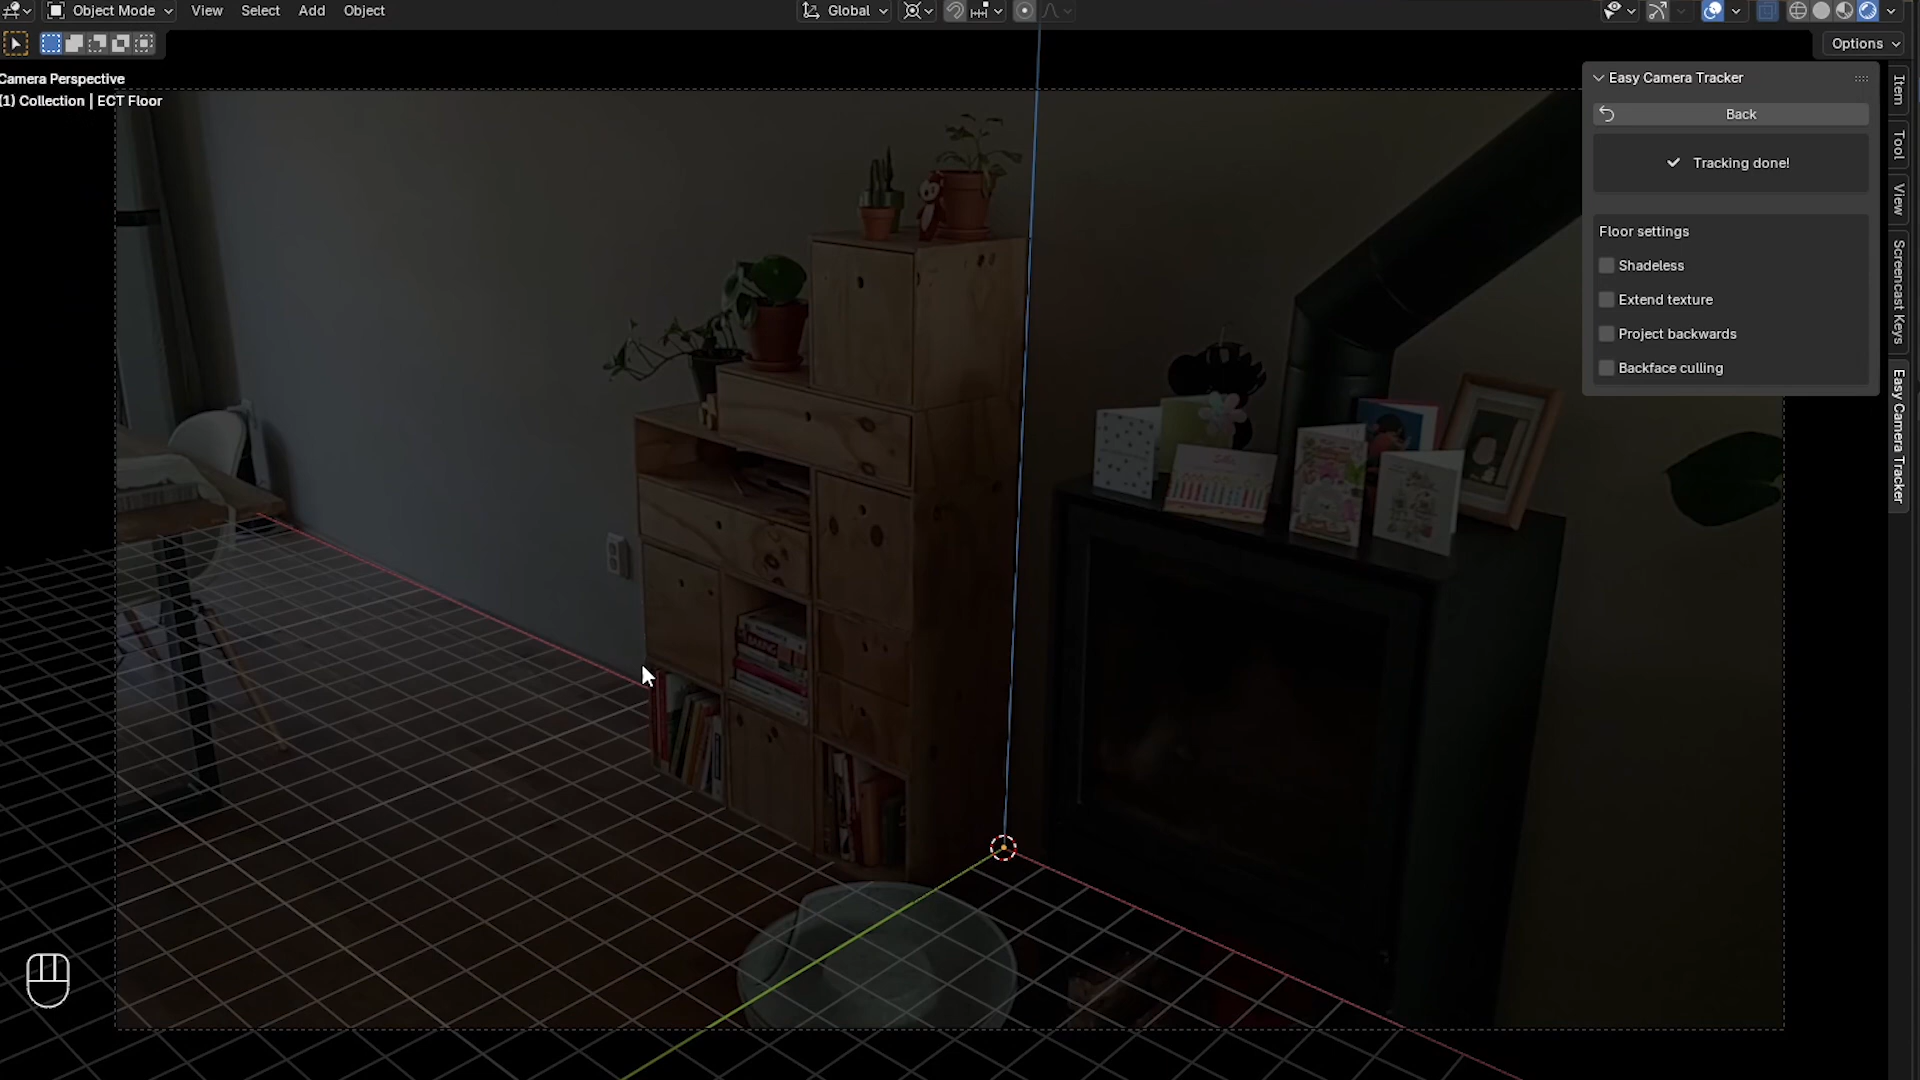 Object Mode View Select Add Object Global
Options
Camera Perspective
(1) Collection | ECT Floor
Easy Camera Tracker
Back
Tracking done!
Floor settings
Shadeless
Extend texture
Project backwards
Backface culling
Item
Tool
View
Screencast Keys
Easy Camera Tracker